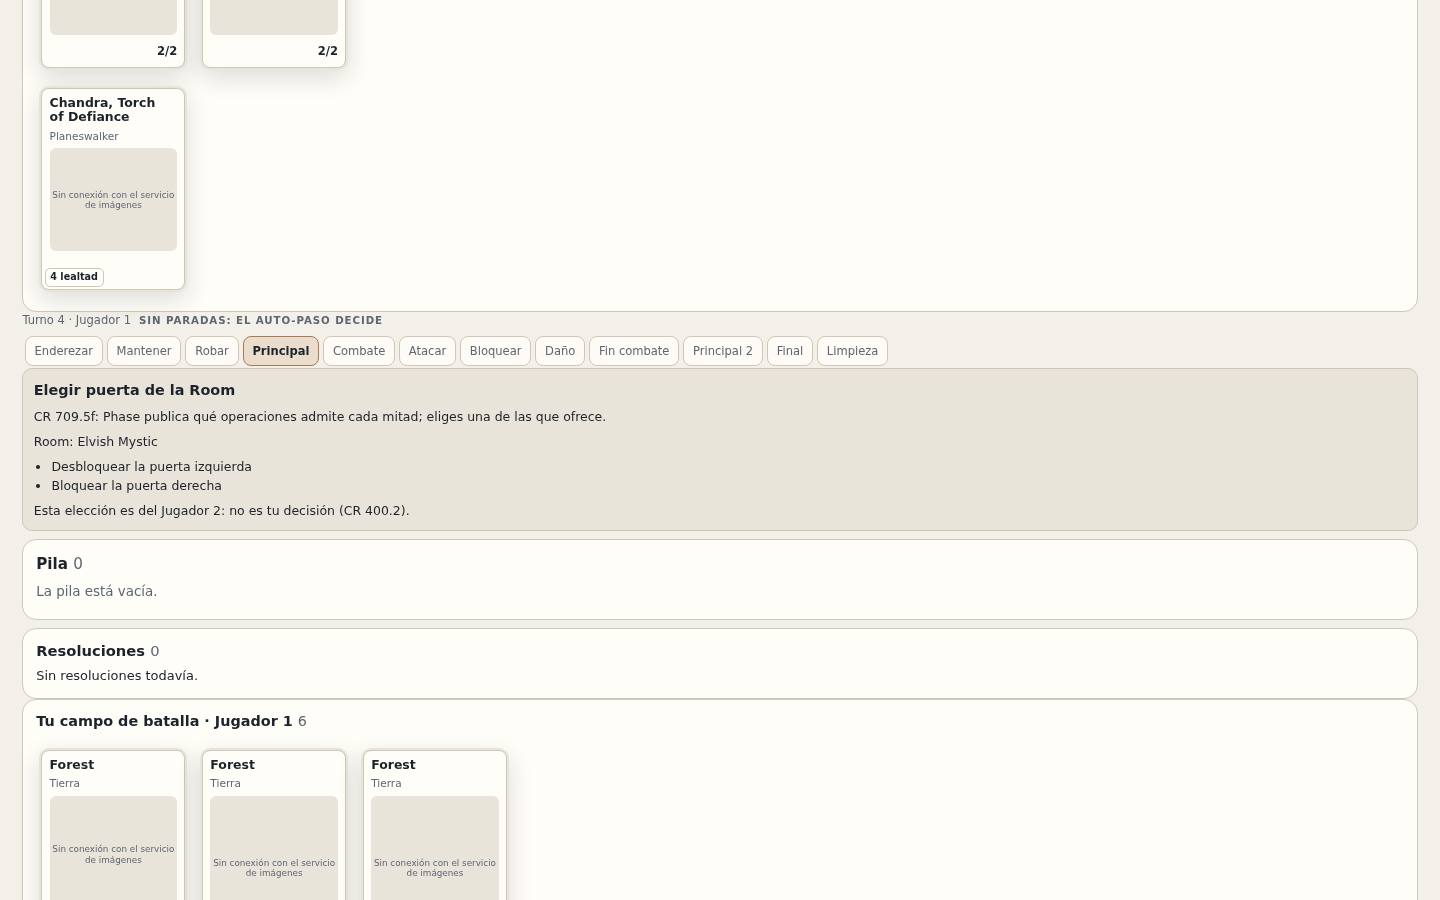 2/2
2/2
Chandra, Torch
of Defiance
Planeswalker
Sin conexión con el servicio
de imágenes
4 lealtad
Turno 4 · Jugador 1 SIN PARADAS: EL AUTO-PASO DECIDE
Enderezar Mantener Robar Principal Combate Atacar Bloquear Daño Fin combate Principal 2 Final Limpieza
Elegir puerta de la Room
CR 709.5f: Phase publica qué operaciones admite cada mitad; eliges una de las que ofrece.
Room: Elvish Mystic
• Desbloquear la puerta izquierda
• Bloquear la puerta derecha
Esta elección es del Jugador 2: no es tu decisión (CR 400.2).
Pila 0
La pila está vacía.
Resoluciones 0
Sin resoluciones todavía.
Tu campo de batalla · Jugador 1 6
Forest
Tierra
Sin conexión con el servicio
de imágenes
Forest
Tierra
Sin conexión con el servicio
de imágenes
Forest
Tierra
Sin conexión con el servicio
de imágenes